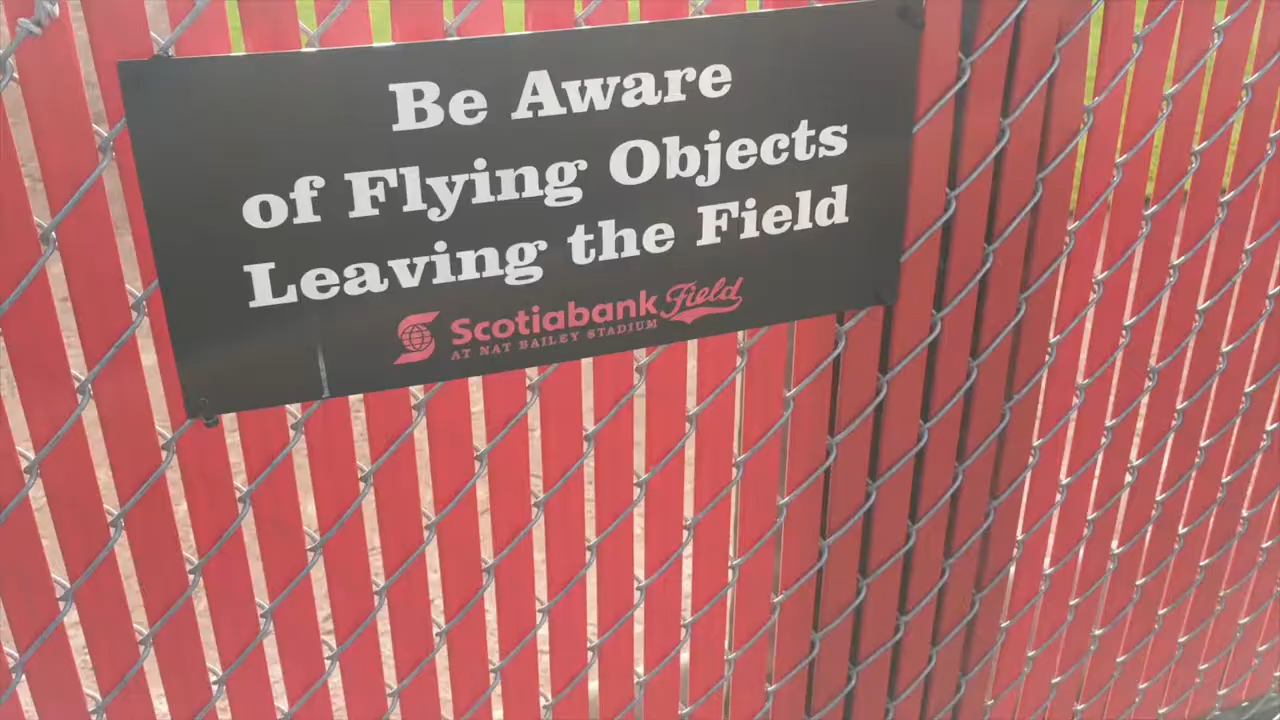 Be Aware
of Flying Objects
Leaving the Field
Scotiabank Field
AT NAT BAILEY STADIUM